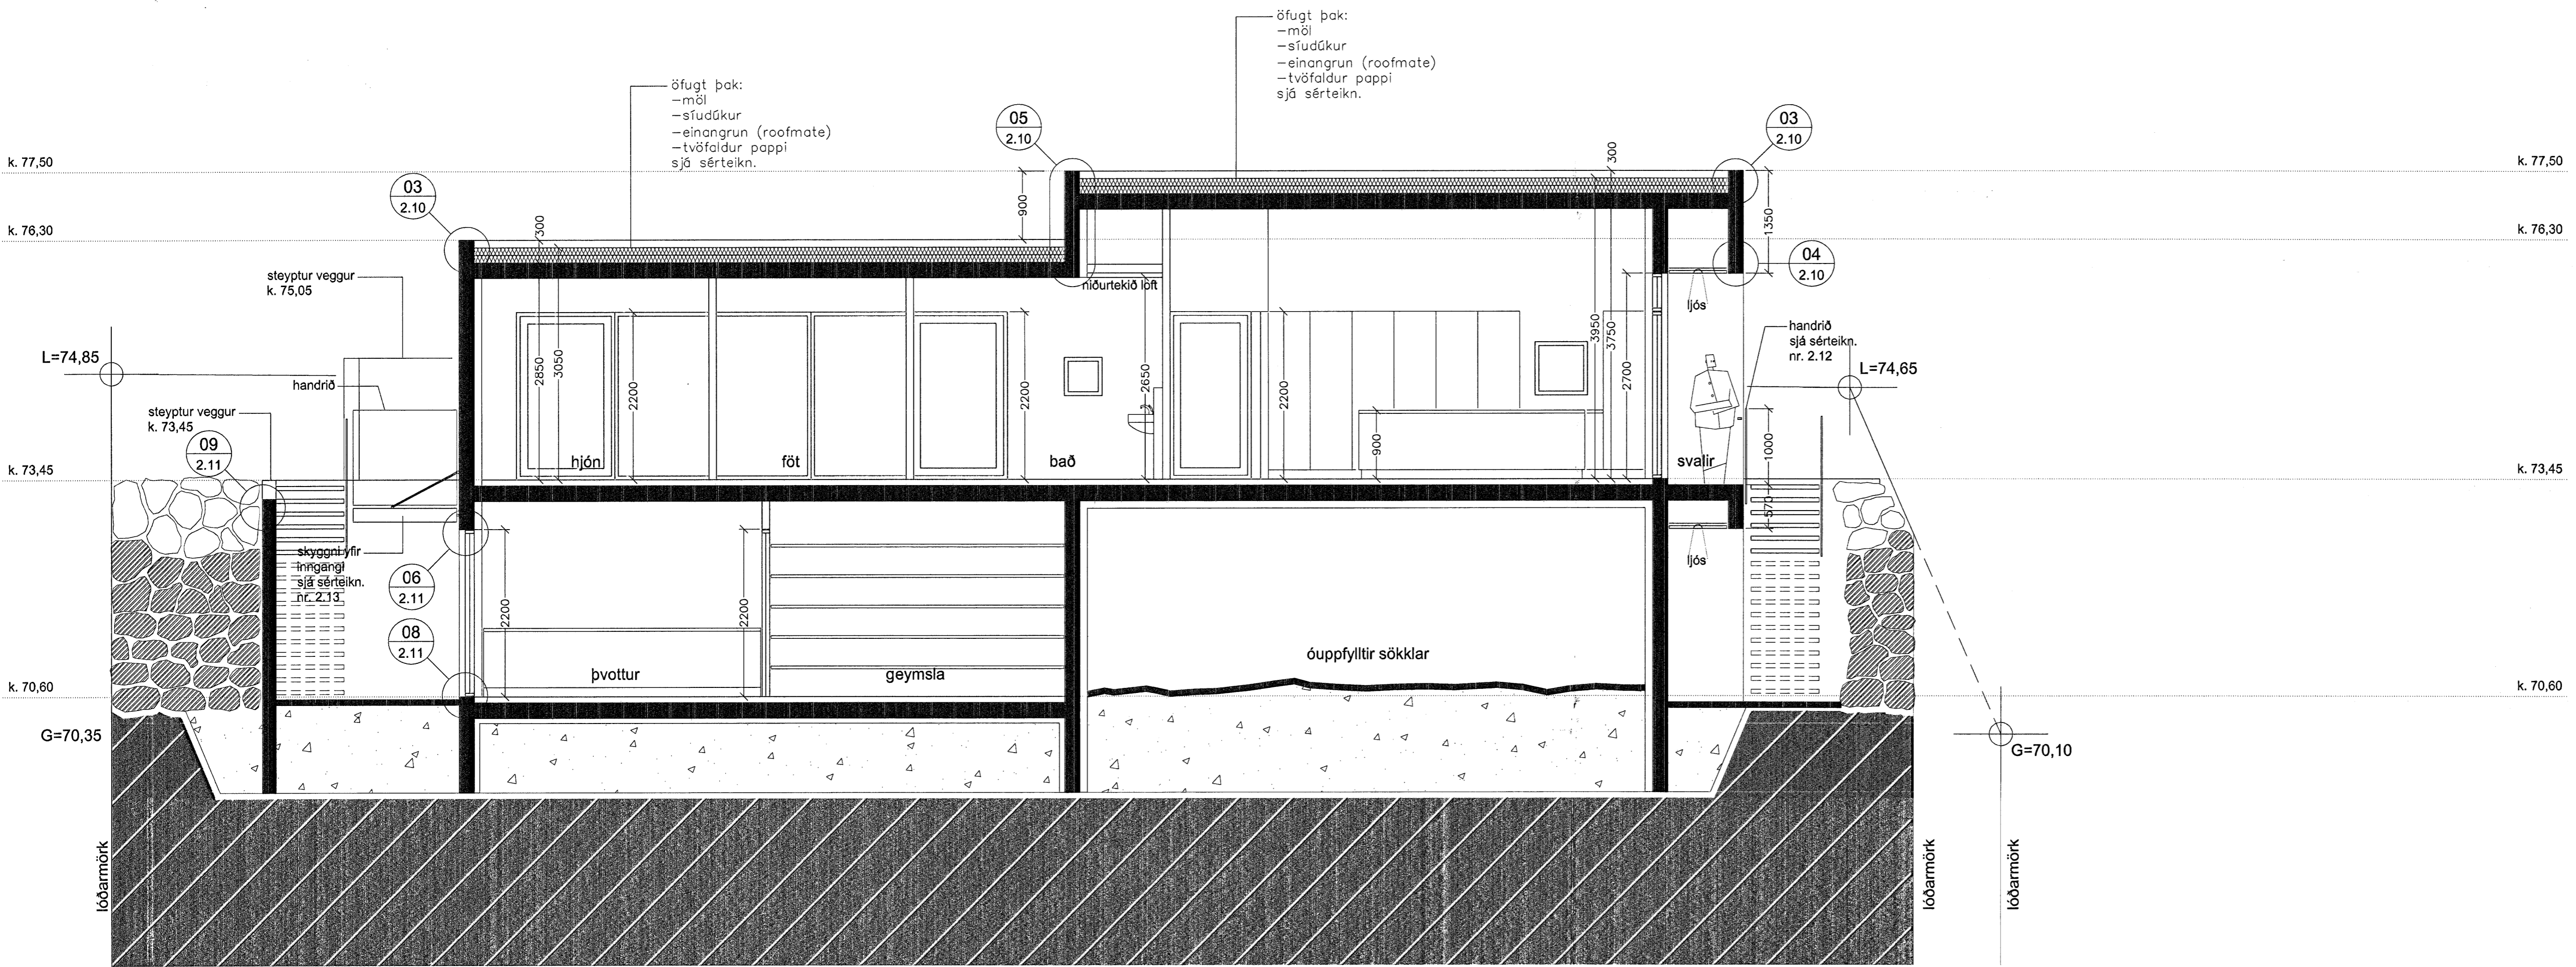 öfugt þak:
-möl
-síudúkur
-einangrun (roofmate)
-tvöfaldur pappi
sjá sérteikn.
öfugt þak:
-möl
-síudúkur
-einangrun (roofmate)
-tvöfaldur pappi
sjá sérteikn.
05
2.10
03
2.10
k. 77,50
k. 77,50
03
2.10
300
900
1350
k. 76,30
k. 76,30
300
04
2.10
steyptur veggur
k. 75,05
niðurtekið loft
ljós
handrið
sjá sérteikn.
nr. 2.12
L=74,85
L=74,65
handrið
2850
3050
2200
2200
2650
2200
900
3950
3750
2700
1000
570
steyptur veggur
k. 73,45
09
2.11
hjón
föt
bað
svalir
k. 73,45
k. 73,45
skyggni yfir
inngangi
sjá sérteikn.
nr. 2.13
ljós
06
2.11
2200
2200
08
2.11
þvottur
geymsla
óuppfylltir sökklar
k. 70,60
k. 70,60
G=70,35
G=70,10
lóðarmörk
lóðarmörk
lóðarmörk